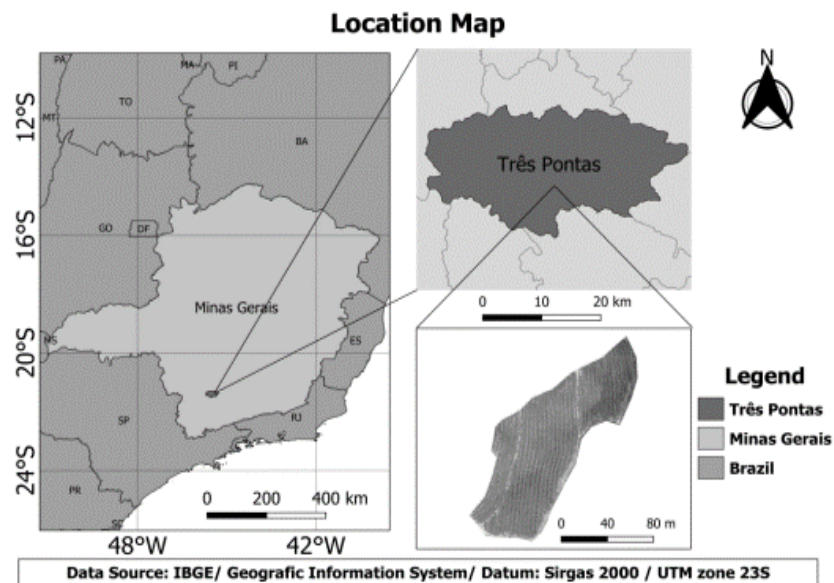 Location Map
PA
MA
PI
TO
MT
BA
12°S
GO
DF
16°S
Minas Gerais
MS
20°S
ES
SP
RJ
24°S
PR
SC
0 200 400 km
48°W 42°W
Três Pontas
0 10 20 km
0 40 80 m
N
Legend
Três Pontas
Minas Gerais
Brazil
Data Source: IBGE/ Geografic Information System/ Datum: Sirgas 2000 / UTM zone 23S